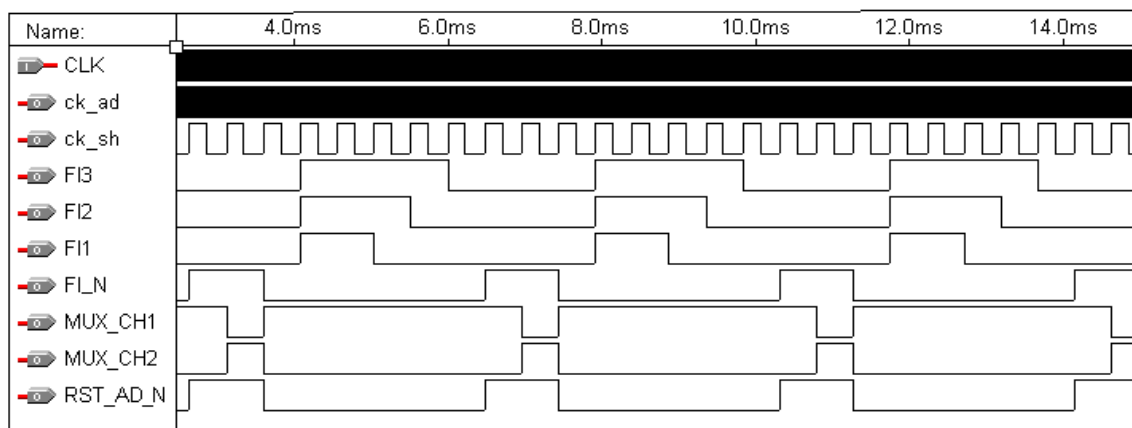 Name: 4.0ms 6.0ms 8.0ms 10.0ms 12.0ms 14.0ms
CLK
ck_ad
ck_sh
FI3
FI2
FI1
FI_N
MUX_CH1
MUX_CH2
RST_AD_N